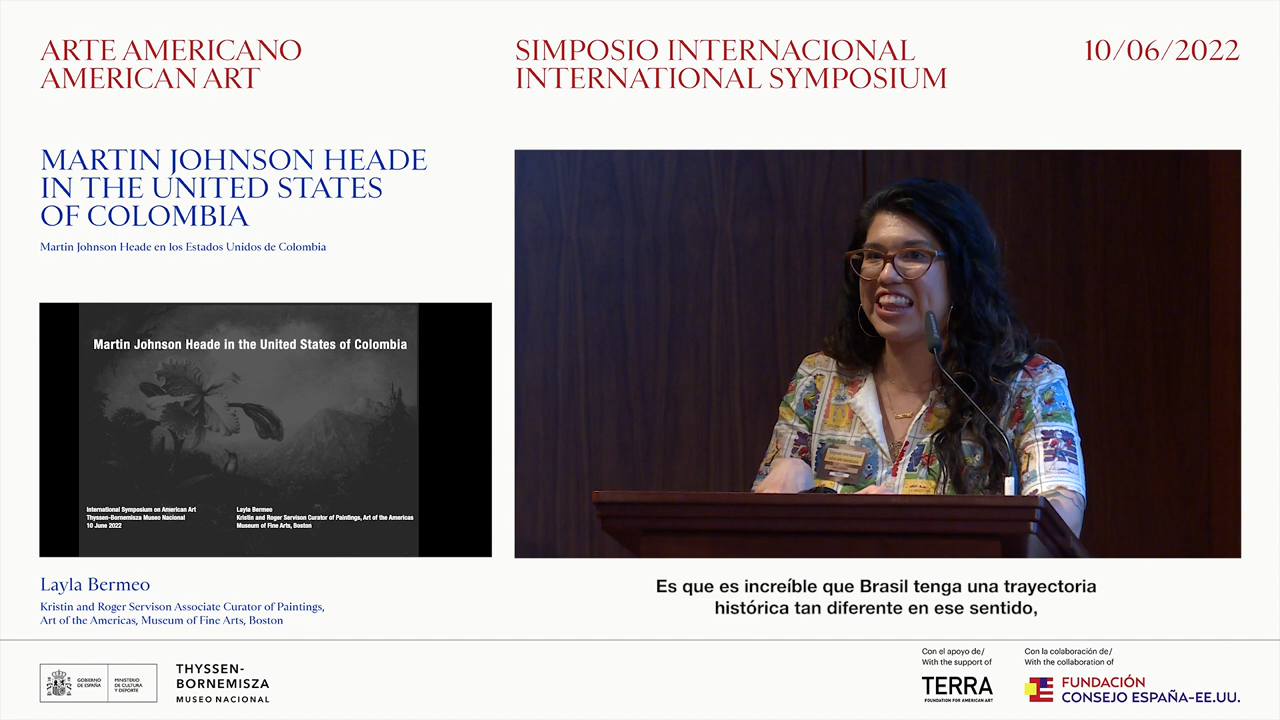 ARTE AMERICANO
AMERICAN ART
SIMPOSIO INTERNACIONAL
INTERNATIONAL SYMPOSIUM
10/06/2022
MARTIN JOHNSON HEADE
IN THE UNITED STATES
OF COLOMBIA
Martin Johnson Heade en los Estados Unidos de Colombia
Martin Johnson Heade in the United States of Colombia
International Symposium on American Art
Thyssen-Bornemisza Museo Nacional
10 June 2022
Layla Bermeo
Kristin and Roger Servison Curator of Paintings, Art of the Americas
Museum of Fine Arts, Boston
Layla Bermeo
Kristin and Roger Servison Associate Curator of Paintings,
Art of the Americas, Museum of Fine Arts, Boston
Es que es increíble que Brasil tenga una trayectoria
histórica tan diferente en ese sentido,
GOBIERNO
DE ESPAÑA
MINISTERIO
DE CULTURA
Y DEPORTE
THYSSEN-
BORNEMISZA
MUSEO NACIONAL
Con el apoyo de/
With the support of
TERRA
FOUNDATION FOR AMERICAN ART
Con la colaboración de/
With the collaboration of
FUNDACIÓN
CONSEJO ESPAÑA-EE.UU.